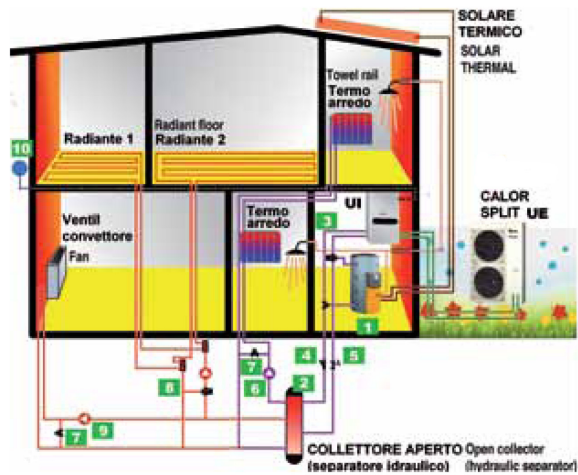 SOLARE
TERMICO
SOLAR
THERMAL
Towel rail
Termo
arredo
Radiant floor
Radiante 1
Radiante 2
10
UI
CALOR
SPLIT UE
Ventil
convettore
Fan
Termo
arredo
3
1
4
5
7
6
2
8
7
9
COLLETTORE APERTO Open collector
(separatore idraulico) (hydraulic separator)